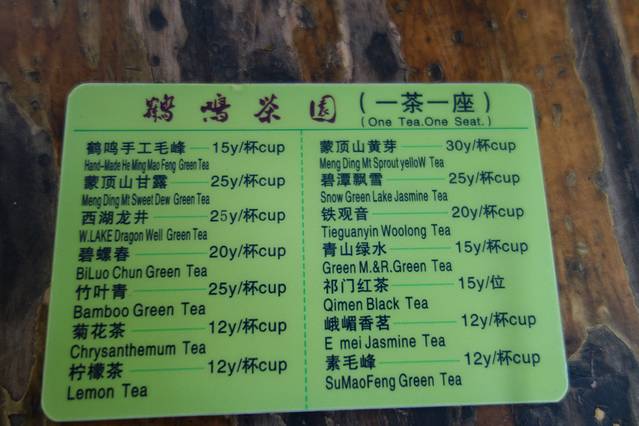 鹤鸣茶园 (一茶一座)
(One Tea.One Seat.)
鹤鸣手工毛峰 15y/杯cup
Hand-Made He Ming Mao Feng Green Tea
蒙顶山甘露 25y/杯cup
Meng Ding Mt Sweet Dew Green Tea
西湖龙井 25y/杯cup
W.LAKE Dragon Well Green Tea
碧螺春 20y/杯cup
BiLuo Chun Green Tea
竹叶青 25y/杯cup
Bamboo Green Tea
菊花茶 12y/杯cup
Chrysanthemum Tea
柠檬茶 12y/杯cup
Lemon Tea
蒙顶山黄芽 30y/杯cup
Meng Ding Mt Sprout yelloW Tea
碧潭飘雪 25y/杯cup
Snow Green Lake Jasmine Tea
铁观音 20y/杯cup
Tieguanyin Woolong Tea
青山绿水 15y/杯cup
Green M.&R.Green Tea
祁门红茶 15y/位
Qimen Black Tea
峨嵋香茗 12y/杯cup
E mei Jasmine Tea
素毛峰 12y/杯cup
SuMaoFeng Green Tea